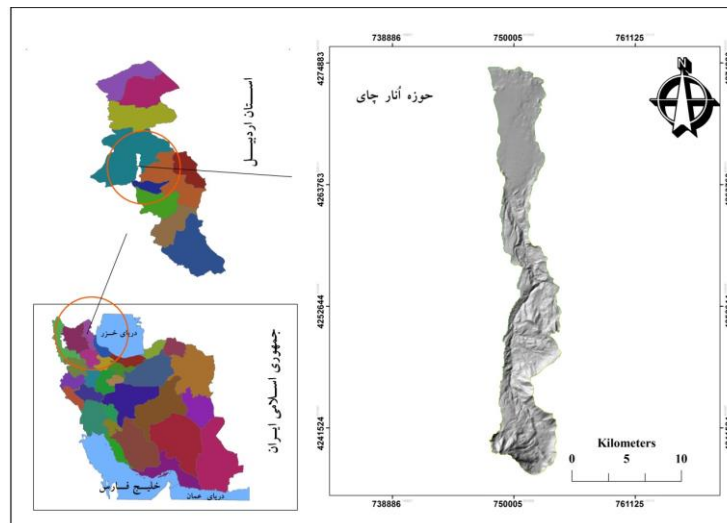 استان اردبیل
دریای خزر
جمهوری اسلامی ایران
خلیج فارس
دریای عمان
738886 750005 761125
4274883
4263763
4252644
4241524
حوزه اُنار چای
N
Kilometers
0 5 10
738886 750005 761125